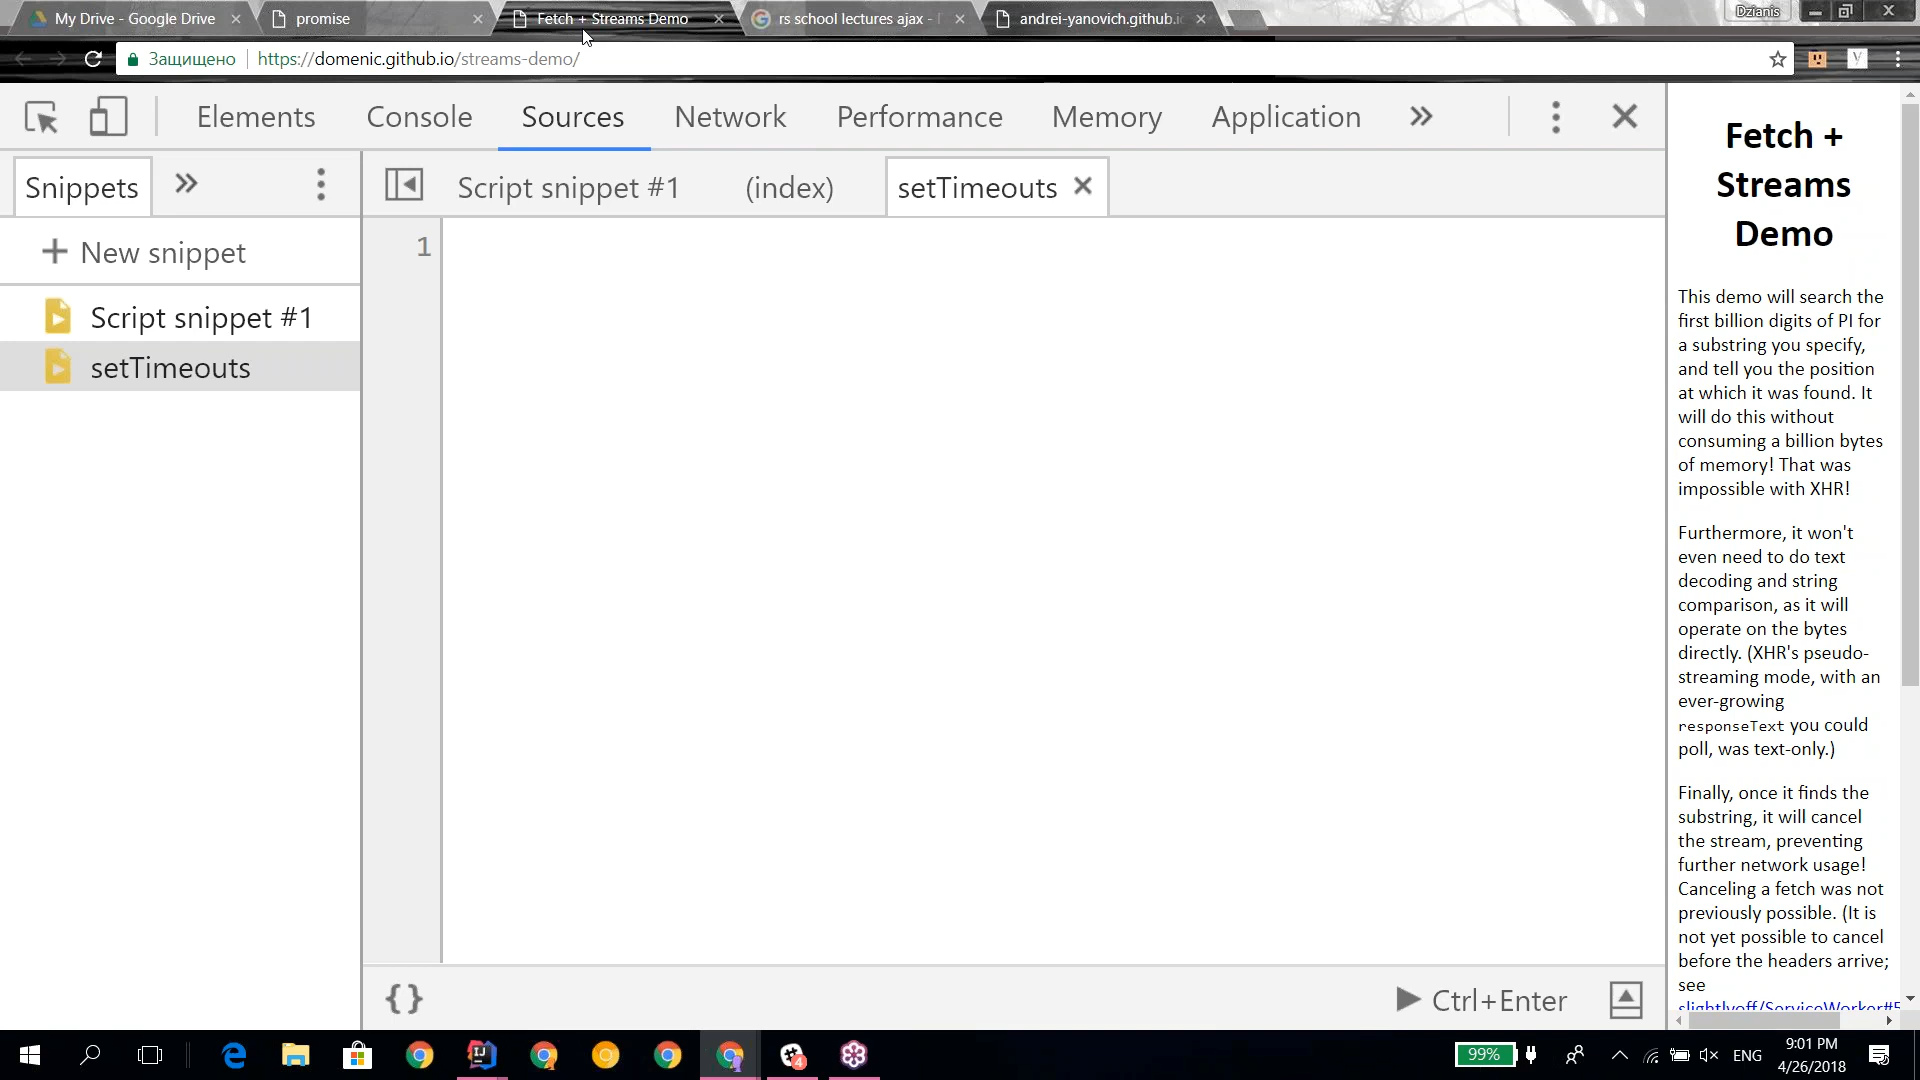 My Drive - Google Drive
promise
Fetch + Streams Demo
rs school lectures ajax -
andrei-yanovich.github.io
Dzianis
Защищено
https://domenic.github.io/streams-demo/
Elements
Console
Sources
Network
Performance
Memory
Application
Snippets
Script snippet #1
(index)
setTimeouts
New snippet
Script snippet #1
setTimeouts
1
{}
Ctrl+Enter
Fetch +
Streams
Demo
This demo will search the
first billion digits of PI for
a substring you specify,
and tell you the position
at which it was found. It
will do this without
consuming a billion bytes
of memory! That was
impossible with XHR!
Furthermore, it won't
even need to do text
decoding and string
comparison, as it will
operate on the bytes
directly. (XHR's pseudo-
streaming mode, with an
ever-growing
responseText you could
poll, was text-only.)
Finally, once it finds the
substring, it will cancel
the stream, preventing
further network usage!
Canceling a fetch was not
previously possible. (It is
not yet possible to cancel
before the headers arrive;
see
slightlyoff/ServiceWorker#5
4
99%
ENG
9:01 PM
4/26/2018